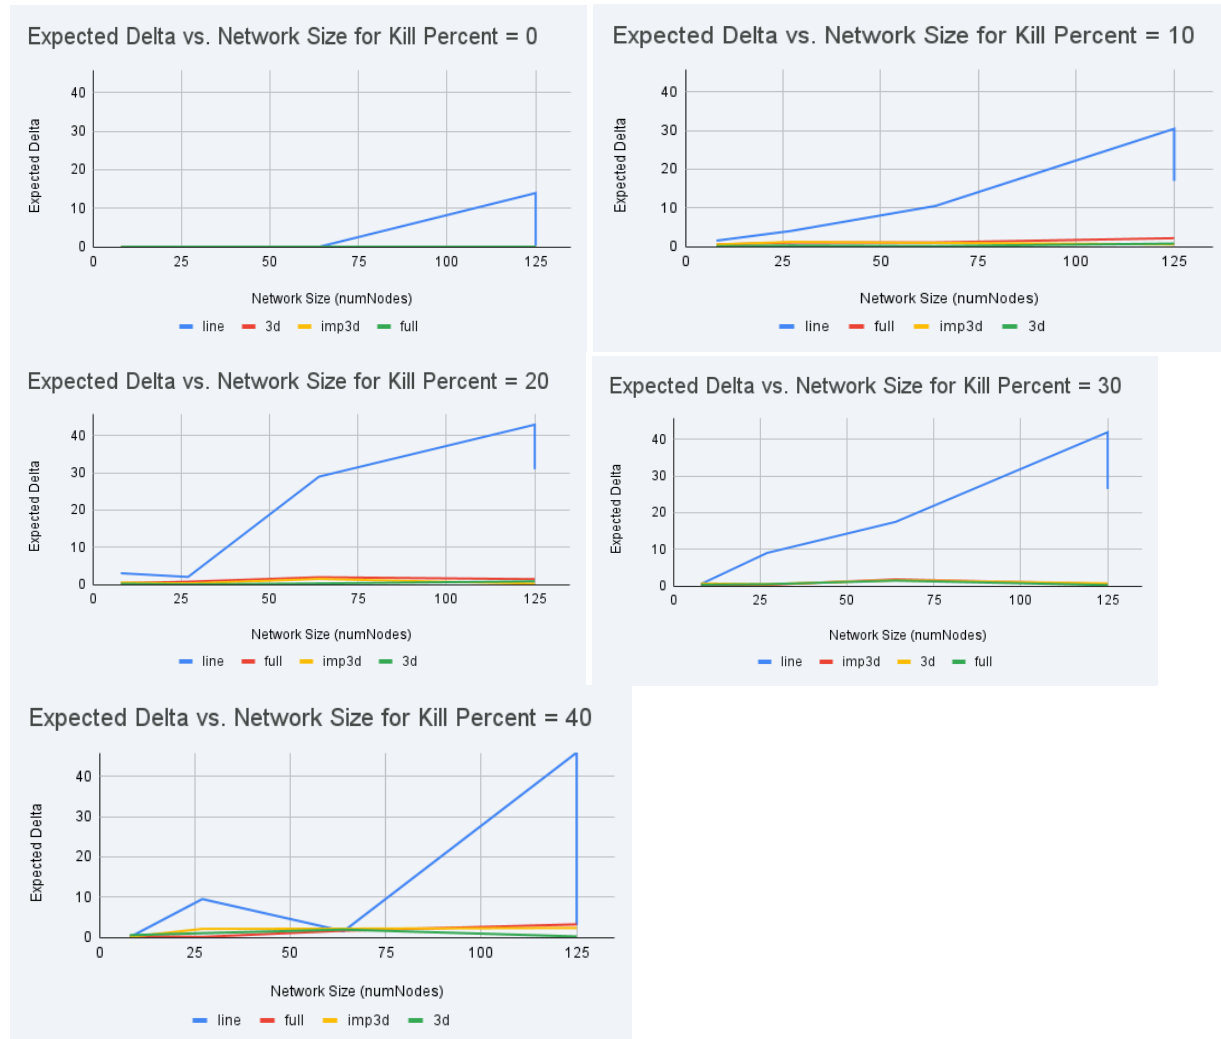 Expected Delta vs. Network Size for Kill Percent = 0
Expected Delta
40
30
20
10
0
0 25 50 75 100 125
Network Size (numNodes)
line 3d imp3d full
Expected Delta vs. Network Size for Kill Percent = 10
Expected Delta
40
30
20
10
0
0 25 50 75 100 125
Network Size (numNodes)
line full imp3d 3d
Expected Delta vs. Network Size for Kill Percent = 20
Expected Delta
40
30
20
10
0
0 25 50 75 100 125
Network Size (numNodes)
line full imp3d 3d
Expected Delta vs. Network Size for Kill Percent = 30
Expected Delta
40
30
20
10
0
0 25 50 75 100 125
Network Size (numNodes)
line imp3d 3d full
Expected Delta vs. Network Size for Kill Percent = 40
Expected Delta
40
30
20
10
0
0 25 50 75 100 125
Network Size (numNodes)
line full imp3d 3d